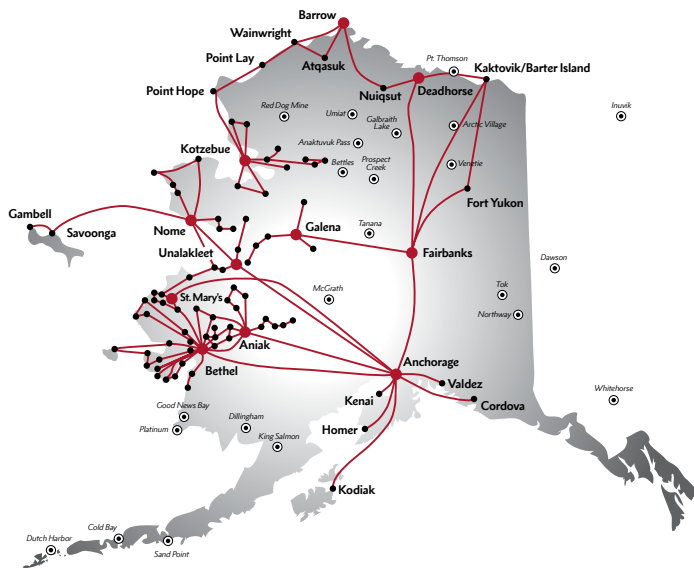 Barrow
Wainwright
Atqasuk
Point Lay
Point Hope
Nuiqsut
Deadhorse
Pt. Thomson
Kaktovik/Barter Island
Red Dog Mine
Umiat
Galbraith
Lake
Arctic Village
Inuvik
Anaktuvuk Pass
Kotzebue
Bettles
Prospect
Creek
Venetie
Fort Yukon
Gambell
Savoonga
Nome
Galena
Tanana
Unalakleet
Fairbanks
Dawson
St. Mary's
McGrath
Tok
Northway
Aniak
Bethel
Anchorage
Valdez
Kenai
Cordova
Whitehorse
Good News Bay
Platinum
Dillingham
Homer
King Salmon
Kodiak
Cold Bay
Dutch Harbor
Sand Point